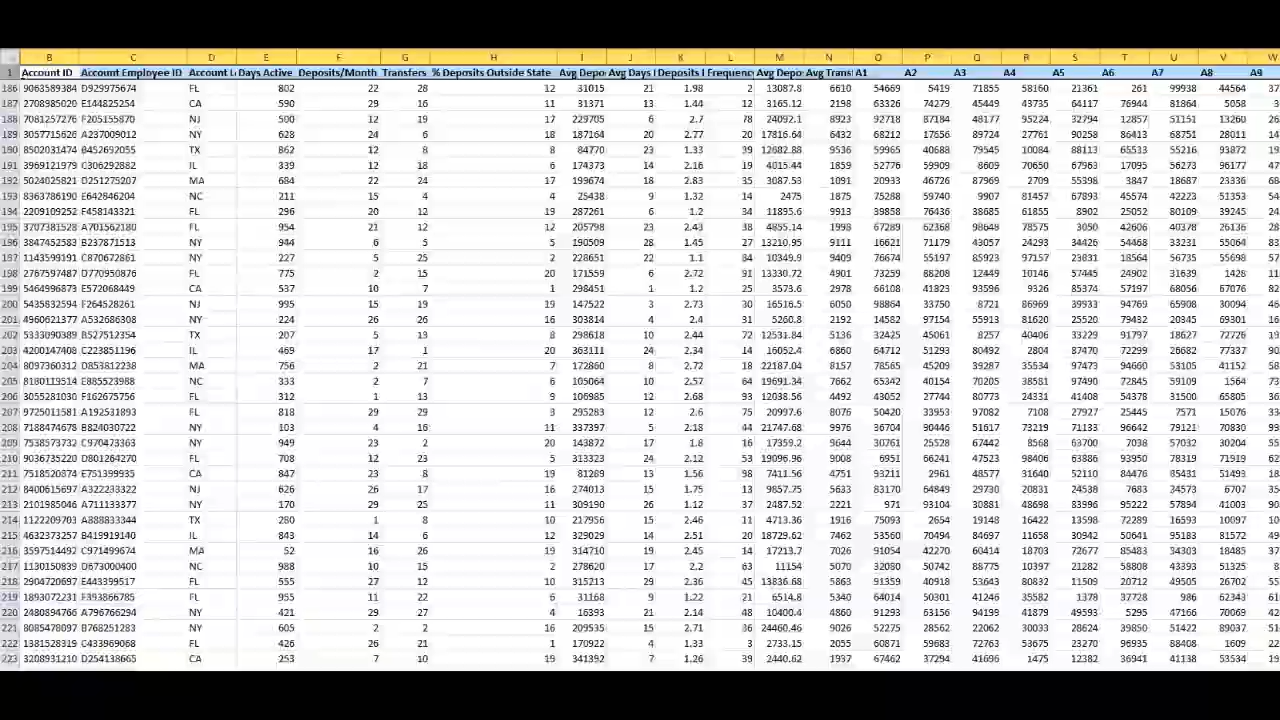 B C D E F G H I J K L M N O P Q R S T U V W
1 Account ID Account Employee ID Account L Days Active Deposits/Month Transfers % Deposits Outside State Avg Depo Avg Days Deposits Frequency Avg Depo Avg Trans A1 A2 A3 A4 A5 A6 A7 A8 A9
186 9063589384 D929975674 FL 802 22 28 12 31015 21 1.98 2 13087.8 6610 54669 5419 71855 58160 21361 261 99938 44564 37
187 2708985020 E144825254 CA 590 29 16 11 31371 13 1.44 13 3165.12 2198 63326 74279 45449 43735 64117 76944 81864 5058 3
188 7081257276 F205155870 NJ 500 12 19 17 229705 6 2.7 78 24092.1 8923 92718 87184 48177 95224 32794 12857 51151 13260
189 3057715626 A237009012 NY 628 24 6 18 187164 20 2.77 20 17816.64 6432 68212 17656 89724 27761 90258 86413 68751 28011 14
190 8502031474 B452692055 TX 862 12 8 8 84770 23 1.33 39 12682.88 9536 59965 40688 79545 10084 88113 65533 55216 93872
191 3969121979 C306292882 IL 339 12 18 6 174373 14 2.16 19 4015.44 1859 52776 59909 8609 70650 67963 17095 56273 96177 47
192 5024025821 D251275207 MA 684 22 24 17 199674 18 2.83 35 3087.53 1091 20933 46726 87969 2709 55398 3847 18687 23336 68
193 8363786190 E642846204 NC 211 15 4 4 25438 9 1.32 14 2475 1875 75288 59740 9907 81457 67893 45574 42223 51353 54
194 2209109252 F458143321 FL 296 20 12 19 287261 6 1.2 34 11895.6 9913 39858 76436 38685 61855 8902 25052 80109 39245 24
195 3707381528 A701562180 FL 954 21 12 12 205798 23 2.43 38 4855.14 1998 67289 62368 98648 78575 3050 42606 40378 26136 28
196 3847452583 B237871513 NY 944 6 5 5 190509 28 1.45 27 13210.95 9111 16621 71179 43057 24293 34426 54468 33231 55064 83
197 1143599191 C870672861 NY 227 5 25 2 228651 22 1.1 84 10349.9 9409 76674 55197 85923 97157 23831 18564 56735 55698 57
198 2767597487 D770950876 FL 775 2 15 20 171559 6 2.72 91 13330.72 4901 73259 88208 12449 10146 57445 24902 31639 1428 11
199 5464996873 E572068449 CA 537 10 7 1 298451 1 1.2 25 3573.6 2978 66108 41823 93596 9326 85374 57197 68056 67076 82
200 5435832594 F264528261 NJ 995 15 19 19 147522 3 2.73 30 16516.5 6050 98864 33750 8721 86969 39931 94769 65908 30094 46
201 4960621377 A532686308 NY 224 26 26 16 303814 4 2.4 31 5260.8 2192 14582 97154 55913 81620 25520 79432 20345 69301 16
202 5333090389 B527512354 TX 207 5 13 8 298618 10 2.44 72 12531.84 5136 32425 45061 8257 40406 33229 91797 18627 72726 19
203 4200147408 C223851196 IL 469 17 1 20 363111 24 2.34 14 16052.4 6860 64712 51293 80492 2804 87470 72299 26682 77337 90
204 8097360312 D853812238 MA 756 2 21 7 172860 8 2.72 18 22187.04 8157 78565 45209 39287 35534 97473 94660 53105 41152 58
205 8180119514 E885523988 NC 333 2 7 6 105064 10 2.57 64 19691.34 7662 65342 40154 70205 38581 97490 72845 59109 1564 73
206 3055281030 F162675756 FL 312 1 13 9 106985 12 2.68 93 12038.56 4492 13052 27744 80773 24331 41408 54378 31500 65805 36
207 9725011581 A192531893 FL 818 29 29 3 295283 12 2.6 75 20997.6 8076 50420 33953 97082 7108 27927 25445 7571 15076 33
208 7188474678 B824030722 NY 103 4 16 11 337397 5 2.18 44 21747.68 9976 36704 90446 51617 73219 71133 96642 79121 70830 99
209 7538573732 C970473363 NY 949 23 2 20 143872 17 1.8 16 17359.2 9644 30761 25528 67442 8568 63700 7038 57032 30204 55
210 9036735220 D801264270 FL 708 12 23 5 313323 24 2.12 53 19096.96 9008 6951 66241 47523 98406 63386 93950 78319 71919 62
211 7518520874 E751399935 CA 847 23 8 19 81289 13 1.56 98 7411.56 4751 93211 2961 48577 31640 52110 84476 85431 51493 18
212 8400615697 A322233322 NJ 626 26 17 16 274013 15 1.75 13 9857.75 5633 83170 64849 29730 20831 24538 7683 34573 6707
213 2101985046 A711133377 NY 170 29 25 11 309190 26 1.12 37 2487.52 2221 971 93104 30881 48698 83996 95222 57894 41003 90
214 1122209703 A888833344 TX 280 1 8 10 217956 15 2.46 11 4713.36 1916 75093 2654 19148 16422 13598 72289 16593 10897
215 4632373257 B419919140 IL 843 14 6 12 329029 14 2.51 20 18729.62 7462 53560 70494 84697 11658 30942 50641 95183 81572 49
216 3597514492 C971499674 MA 52 16 26 13 314710 19 2.45 14 17213.7 7026 91054 42270 60414 18703 72677 85483 34303 18485 37
217 1130150839 D673000400 NC 988 10 15 2 278620 17 2.2 63 11154 5070 32080 50742 88775 10397 21282 58808 43393 51325 8
218 2904720697 E443399517 FL 555 27 12 10 315213 29 2.36 45 13836.68 5863 91359 40918 53643 80832 11509 20712 49505 26702 55
219 1893072231 F393866785 FL 955 11 22 6 31168 9 1.22 21 6514.8 5340 64014 50301 41246 35582 1378 37728 986 62343 61
220 2480894766 A796766294 NY 421 29 27 4 16393 21 2.14 48 10400.4 4860 91293 63156 94199 41879 49593 5295 47166 70069 42
221 8085478097 B768251283 NY 605 2 2 16 209535 15 2.71 36 24460.46 9026 52275 28562 22062 30033 28624 39850 51422 89037 51
222 1381528319 C433969068 FL 426 26 21 1 170922 4 1.33 3 2733.15 2055 60871 59683 72763 53675 23270 96935 88408 1609
223 3208931210 D254138665 CA 253 7 10 19 341392 7 1.26 39 2440.62 1937 67462 37294 41696 1475 12382 36941 41138 53534 19